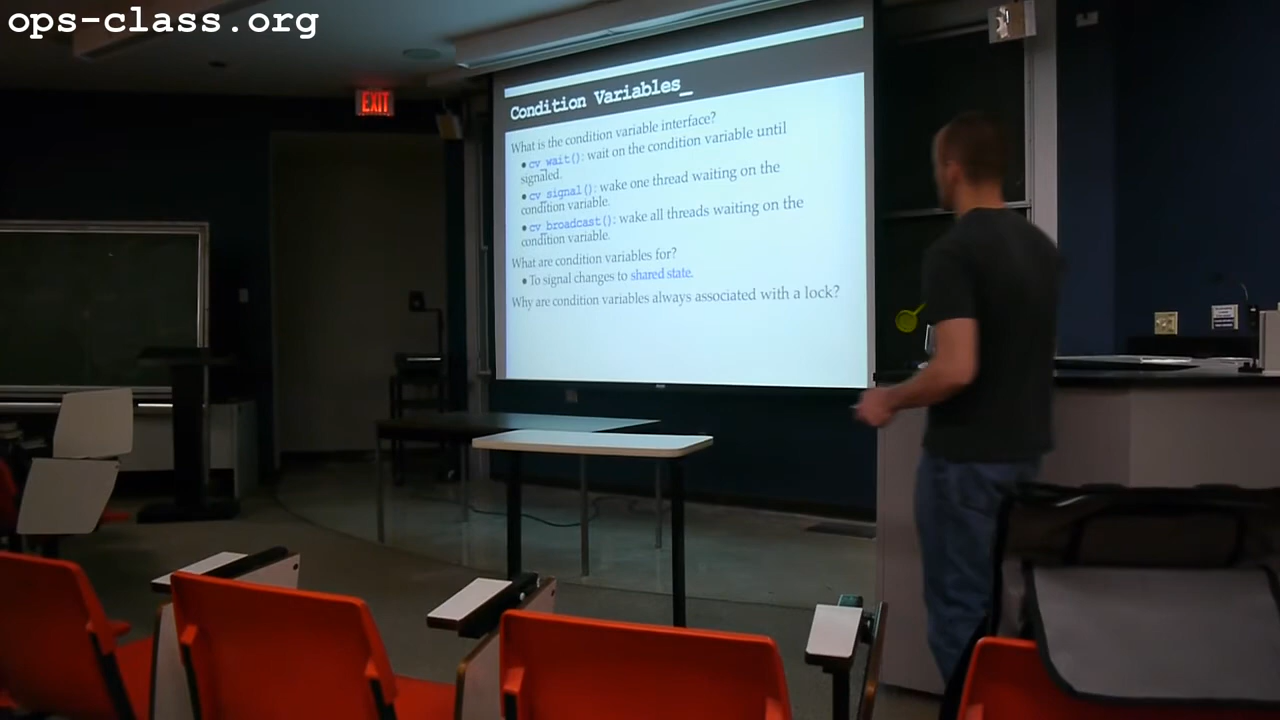 ops-class.org
EXIT
Condition Variables_
What is the condition variable interface?
• cv_wait(): wait on the condition variable until
signaled.
• cv_signal(): wake one thread waiting on the
condition variable.
• cv_broadcast(): wake all threads waiting on the
condition variable.
What are condition variables for?
• To signal changes to shared state.
Why are condition variables always associated with a lock?